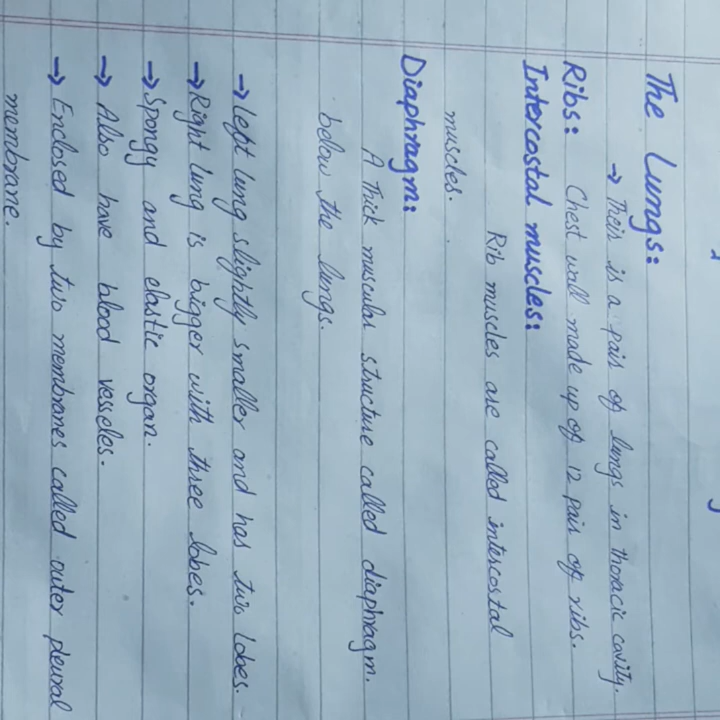 The Lungs:
→ Their is a pair of lungs in thoracic cavity.
Ribs: Chest wall made up of 12 pair of ribs.
Intercostal muscles:
Rib muscles are called intercostal
muscles.
Diaphragm:
A thick muscular structure called diaphragm.
below the lungs.
→ Left lung slightly smaller and has two lobes.
→ Right lung is bigger with three lobes.
→ Spongy and elastic organ.
→ Also have blood vesseles.
→ Enclosed by two membranes called outer pleural
membrane.